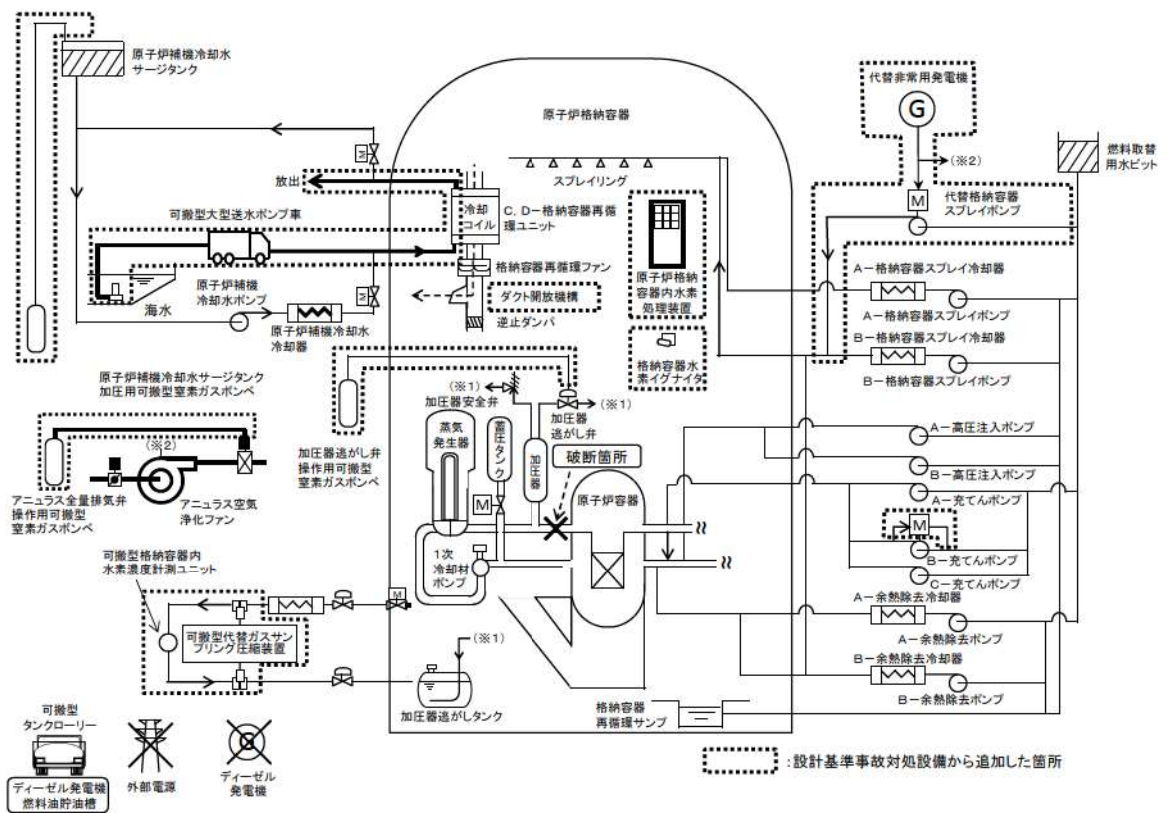 原子炉補機冷却水
サージタンク
原子炉格納容器
代替非常用発電機
G
(※2)
燃料取替
用水ピット
M
放出
スプレイリング
M
代替格納容器
スプレイポンプ
可搬型大型送水ポンプ車
冷却
コイル
C, D－格納容器再循
環ユニット
格納容器再循環ファン
原子炉格納
容器内水素
処理装置
A－格納容器スプレイ冷却器
A－格納容器スプレイポンプ
海水
原子炉補機
冷却水ポンプ
M
ダクト開放機構
逆止ダンパ
原子炉補機冷却水
冷却器
B－格納容器スプレイ冷却器
B－格納容器スプレイポンプ
格納容器水
素イグナイタ
原子炉補機冷却水サージタンク
加圧用可搬型窒素ガスボンベ
(※1)
加圧器安全弁
(※1)
加圧器
逃がし弁
蒸気
発生器
蓄圧タンク
加圧器
破断箇所
原子炉容器
加圧器逃がし弁
操作用可搬型
窒素ガスボンベ
(※2)
アニュラス全量排気弁
操作用可搬型
窒素ガスボンベ
アニュラス空気
浄化ファン
M
A－高圧注入ポンプ
B－高圧注入ポンプ
A－充てんポンプ
M
B－充てんポンプ
C－充てんポンプ
1次
冷却材
ポンプ
可搬型格納容器内
水素濃度計測ユニット
M
可搬型代替ガスサン
プリング圧縮装置
(※1)
加圧器逃がしタンク
A－余熱除去冷却器
A－余熱除去ポンプ
B－余熱除去冷却器
B－余熱除去ポンプ
格納容器
再循環サンプ
可搬型
タンクローリー
ディーゼル発電機
燃料油貯油槽
外部電源
G
ディーゼル
発電機
：設計基準事故対処設備から追加した箇所